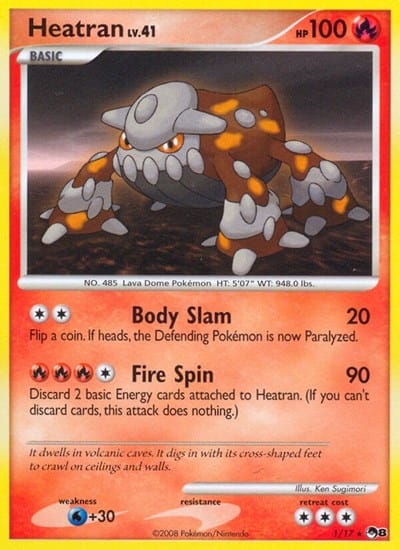 Heatran LV.41
HP 100
BASIC
NO. 485 Lava Dome Pokémon HT: 5'07" WT: 948.0 lbs.
Body Slam 20
Flip a coin. If heads, the Defending Pokémon is now Paralyzed.
Fire Spin 90
Discard 2 basic Energy cards attached to Heatran. (If you can't
discard cards, this attack does nothing.)
It dwells in volcanic caves. It digs in with its cross-shaped feet
to crawl on ceilings and walls.
Illus. Ken Sugimori
weakness resistance retreat cost
+30
©2008 Pokémon/Nintendo 1/17 ★ 8